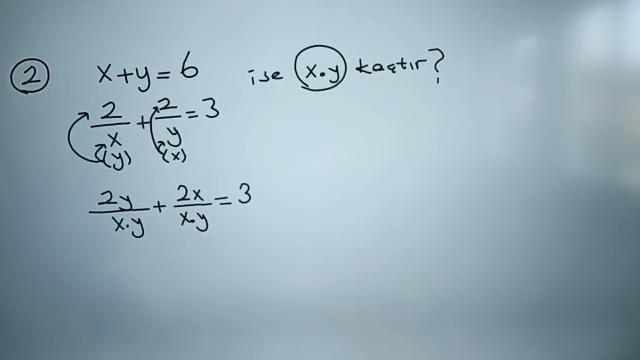 ② x+y=6 ise x·y kaçtır?
2/x + 2/y = 3
(y) (x)
2y/x·y + 2x/x·y = 3